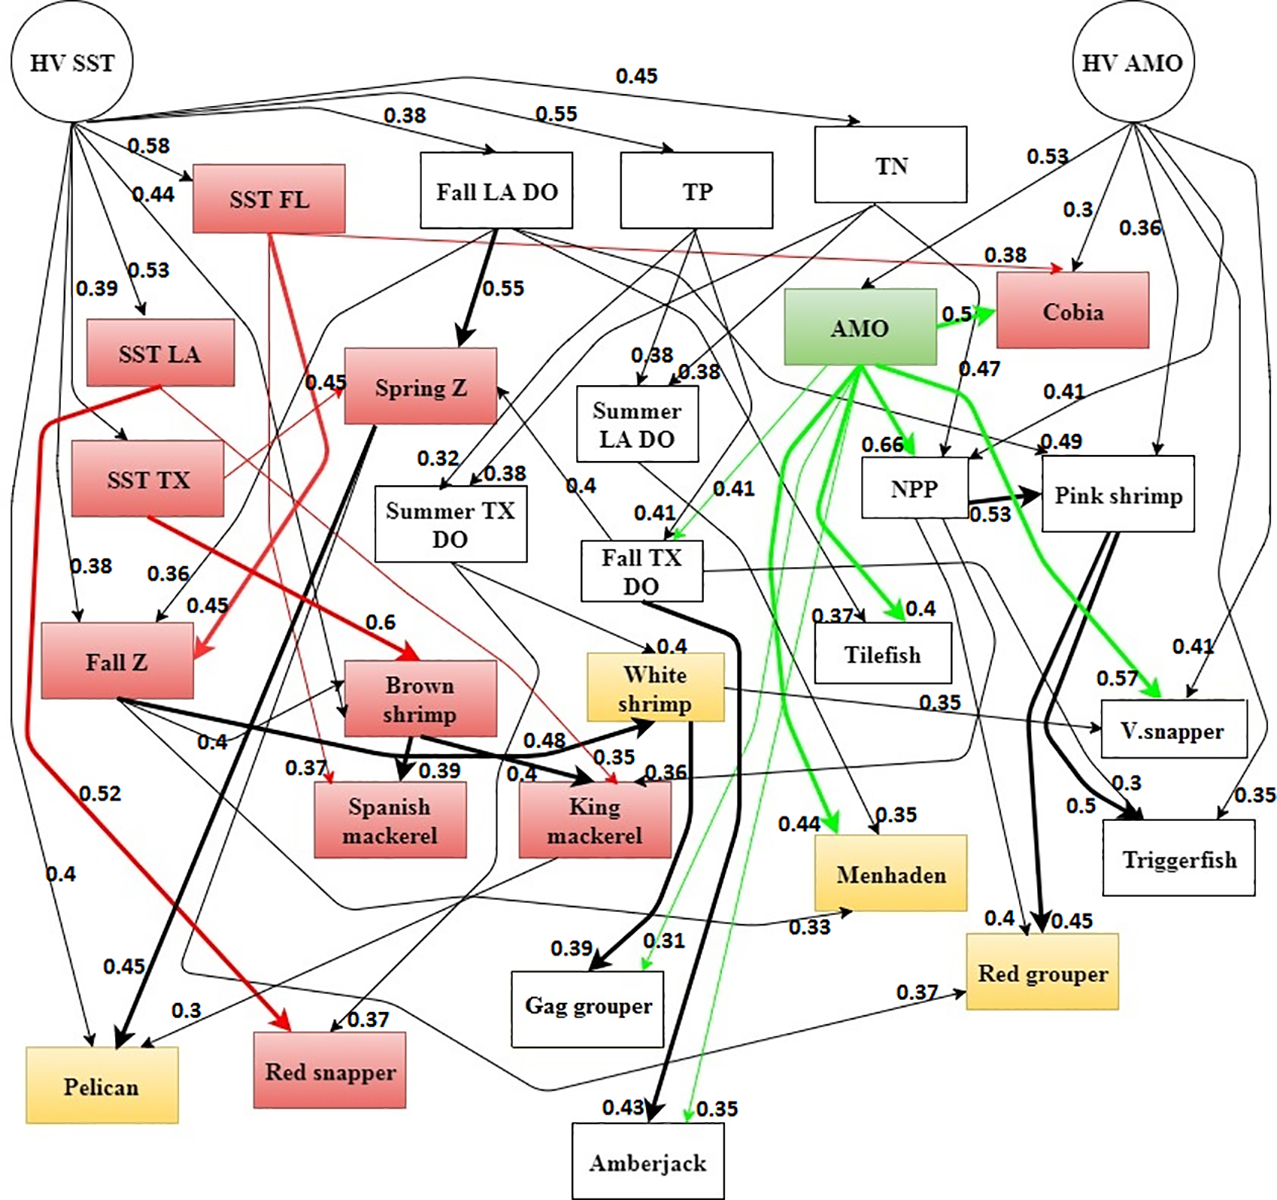 HV SST
HV AMO
0.45
0.38
0.55
0.58
0.53
TN
0.44
SST FL
Fall LA DO
TP
0.3
0.36
0.38
0.53
0.39
0.55
Cobia
0.5
AMO
SST LA
0.38
0.38
0.47
0.45
Spring Z
0.41
Summer
LA DO
0.66
0.49
SST TX
0.32
0.38
0.4
0.41
NPP
Pink shrimp
0.41
0.53
Summer TX
DO
Fall TX
DO
0.38
0.36
0.45
0.6
0.37
0.4
0.4
Tilefish
0.41
Fall Z
White
shrimp
0.57
Brown
shrimp
0.35
V.snapper
0.4
0.48
0.35
0.37
0.39
0.4
0.36
0.52
0.3
0.35
0.5
Spanish
mackerel
King
mackerel
0.44
0.35
Triggerfish
0.4
Menhaden
0.33
0.4
0.45
0.39
0.31
0.45
Red grouper
0.37
0.3
0.37
Gag grouper
Pelican
Red snapper
0.43
0.35
Amberjack